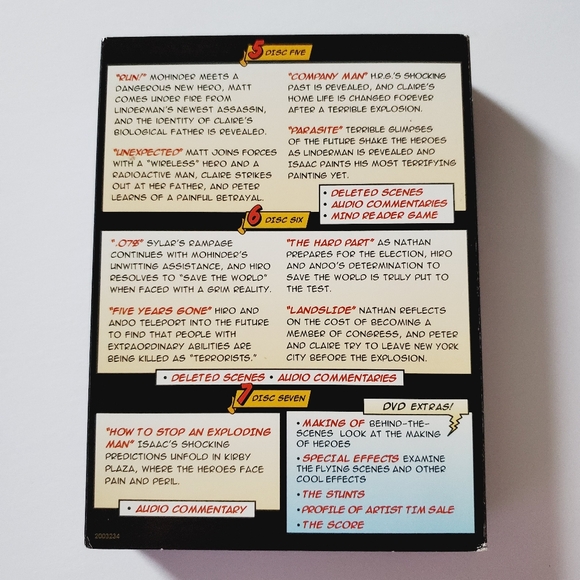 5 DISC FIVE
"RUN!" MOHINDER MEETS A
DANGEROUS NEW HERO, MATT
COMES UNDER FIRE FROM
LINDERMAN'S NEWEST ASSASSIN,
AND THE IDENTITY OF CLAIRE'S
BIOLOGICAL FATHER IS REVEALED.
"UNEXPECTED" MATT JOINS FORCES
WITH A "WIRELESS" HERO AND A
RADIOACTIVE MAN, CLAIRE STRIKES
OUT AT HER FATHER, AND PETER
LEARNS OF A PAINFUL BETRAYAL.
"COMPANY MAN" H.R.G.'S SHOCKING
PAST IS REVEALED, AND CLAIRE'S
HOME LIFE IS CHANGED FOREVER
AFTER A TERRIBLE EXPLOSION.
"PARASITE" TERRIBLE GLIMPSES
OF THE FUTURE SHAKE THE HEROES
AS LINDERMAN IS REVEALED AND
ISAAC PAINTS HIS MOST TERRIFYING
PAINTING YET.
• DELETED SCENES
• AUDIO COMMENTARIES
• MIND READER GAME
6 DISC SIX
".07%" SYLAR'S RAMPAGE
CONTINUES WITH MOHINDER'S
UNWITTING ASSISTANCE, AND HIRO
RESOLVES TO "SAVE THE WORLD"
WHEN FACED WITH A GRIM REALITY.
"FIVE YEARS GONE" HIRO AND
ANDO TELEPORT INTO THE FUTURE
TO FIND THAT PEOPLE WITH
EXTRAORDINARY ABILITIES ARE
BEING KILLED AS "TERRORISTS."
"THE HARD PART" AS NATHAN
PREPARES FOR THE ELECTION, HIRO
AND ANDO'S DETERMINATION TO
SAVE THE WORLD IS TRULY PUT TO
THE TEST.
"LANDSLIDE" NATHAN REFLECTS
ON THE COST OF BECOMING A
MEMBER OF CONGRESS, AND PETER
AND CLAIRE TRY TO LEAVE NEW YORK
CITY BEFORE THE EXPLOSION.
• DELETED SCENES • AUDIO COMMENTARIES
7 DISC SEVEN
"HOW TO STOP AN EXPLODING
MAN" ISAAC'S SHOCKING
PREDICTIONS UNFOLD IN KIRBY
PLAZA, WHERE THE HEROES FACE
PAIN AND PERIL.
• AUDIO COMMENTARY
DVD EXTRAS!
• MAKING OF BEHIND-THE-
SCENES LOOK AT THE MAKING
OF HEROES
• SPECIAL EFFECTS EXAMINE
THE FLYING SCENES AND OTHER
COOL EFFECTS
• THE STUNTS
• PROFILE OF ARTIST TIM SALE
• THE SCORE